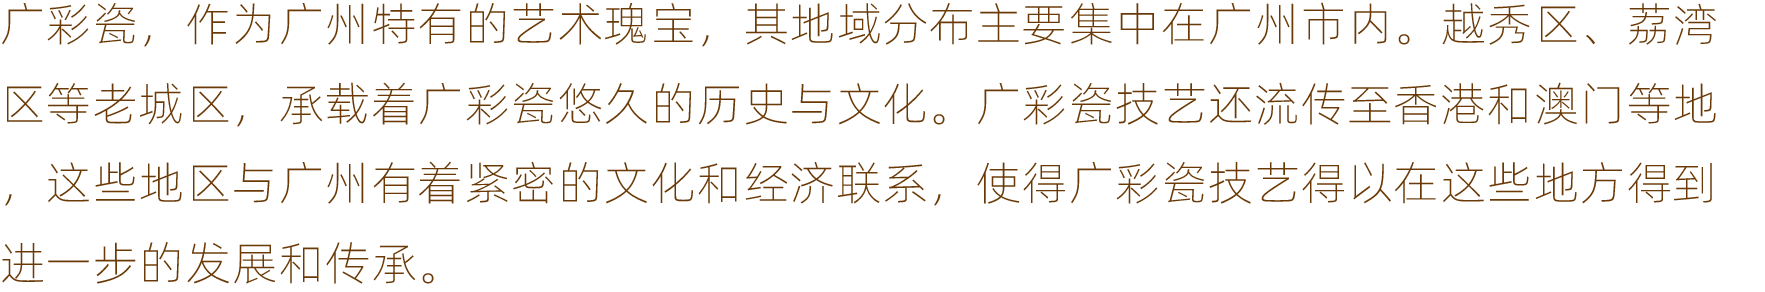 广彩瓷，作为广州特有的艺术瑰宝，其地域分布主要集中在广州市内。越秀区、荔湾
区等老城区，承载着广彩瓷悠久的历史与文化。广彩瓷技艺还流传至香港和澳门等地
，这些地区与广州有着紧密的文化和经济联系，使得广彩瓷技艺得以在这些地方得到
进一步的发展和传承。